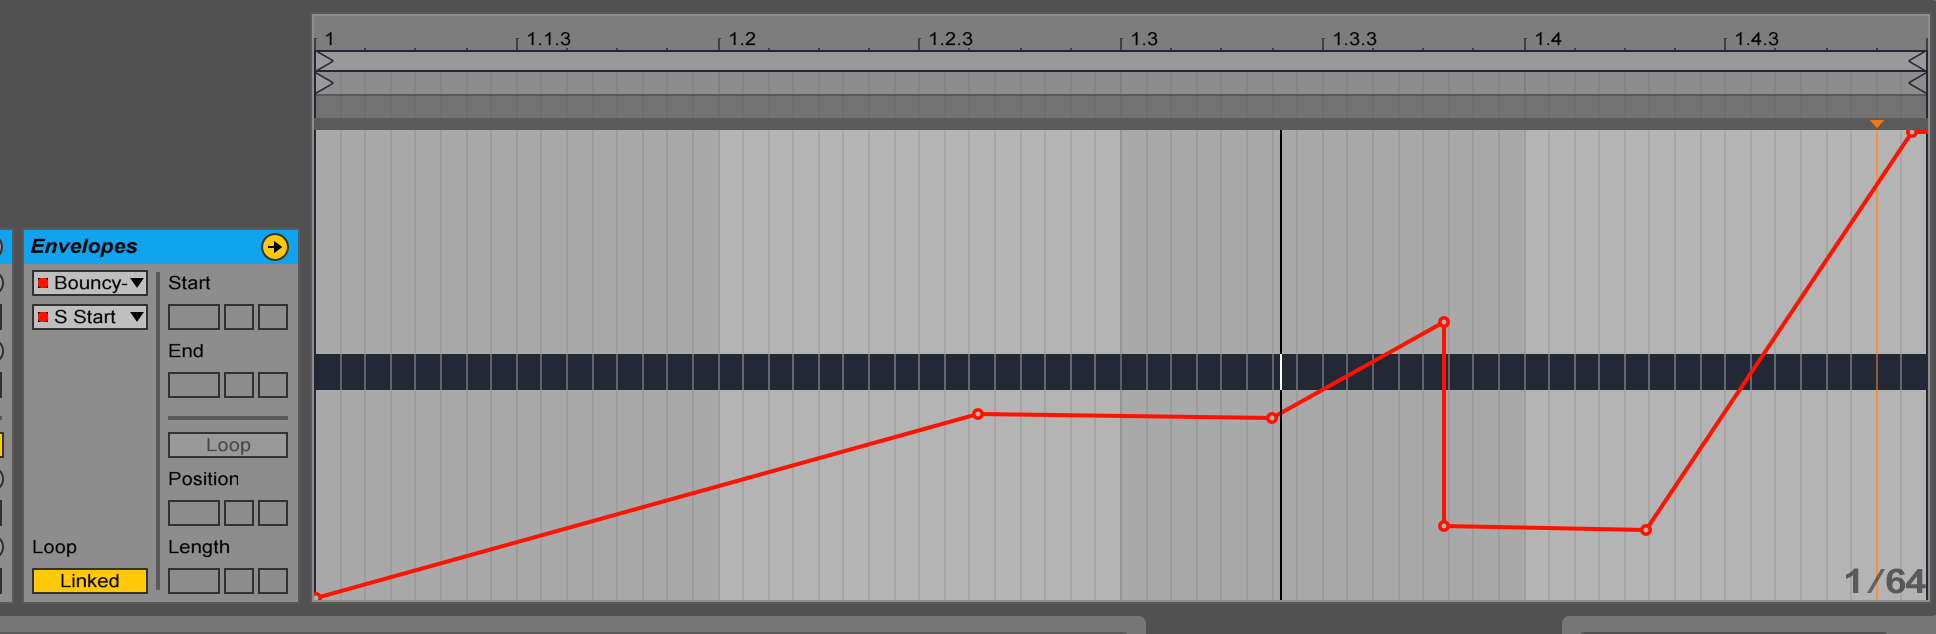 1 1.1.3 1.2 1.2.3 1.3 1.3.3 1.4 1.4.3
Envelopes
Bouncy- Start
S Start
End
Loop
Position
Loop Length
Linked
1/64